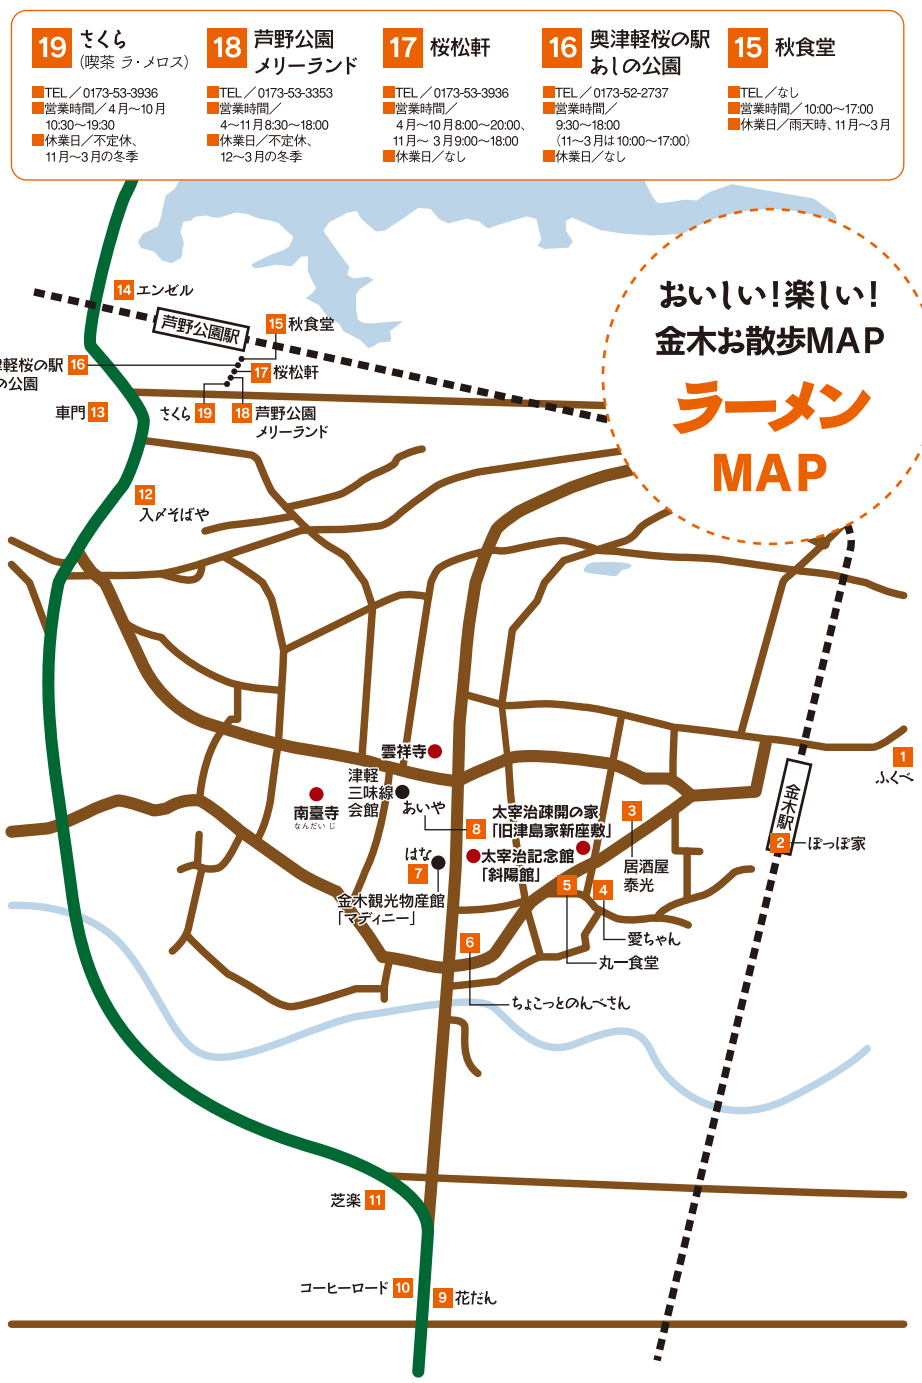 19 さくら
（喫茶 ラ・メロス）
■TEL／0173-53-3936
■営業時間／4月〜10月
10:30〜19:30
■休業日／不定休、
11月〜3月の冬季
18 芦野公園
メリーランド
■TEL／0173-53-3353
■営業時間／
4〜11月8:30〜18:00
■休業日／不定休、
12〜3月の冬季
17 桜松軒
■TEL／0173-53-3936
■営業時間／
4月〜10月8:00〜20:00、
11月〜 3月9:00〜18:00
■休業日／なし
16 奥津軽桜の駅
あしの公園
■TEL／0173-52-2737
■営業時間／
9:30〜18:00
（11〜3月は10:00〜17:00）
■休業日／なし
15 秋食堂
■TEL／なし
■営業時間／10:00〜17:00
■休業日／雨天時、11月〜3月
おいしい！楽しい！
金木お散歩MAP
ラーメン
MAP
14 エンゼル
芦野公園駅
15 秋食堂
軽桜の駅 16
の公園
17 桜松軒
車門 13
さくら 19
18 芦野公園
メリーランド
12
入〆そばや
1
ふくべ
雲祥寺
津軽
三味線
会館
あいや
南臺寺
なんだいじ
太宰治疎開の家
「旧津島家新座敷」
3
居酒屋
泰光
金木駅
2 ぽっぽ家
8
太宰治記念館
「斜陽館」
はな
7
金木観光物産館
「マディニー」
5
4
愛ちゃん
丸一食堂
6
ちょこっとのんべさん
芝楽 11
コーヒーロード 10
9 花だん